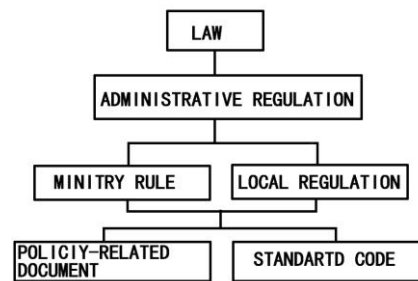 LAW
ADMINISTRATIVE REGULATION
MINITRY RULE
LOCAL REGULATION
POLICIY-RELATED
DOCUMENT
STANDARTD CODE